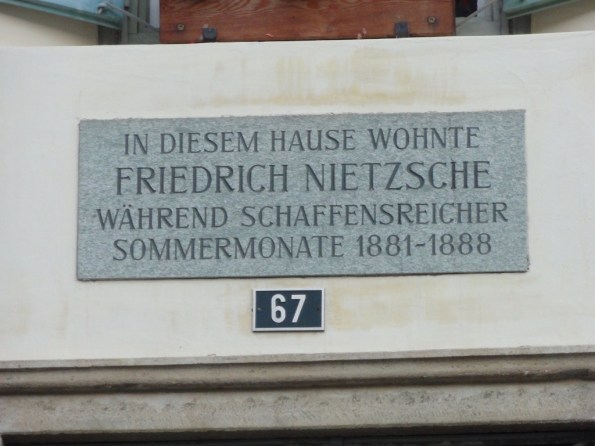 IN DIESEM HAUSE WOHNTE
FRIEDRICH NIETZSCHE
WÄHREND SCHAFFENSREICHER
SOMMERMONATE 1881-1888
67